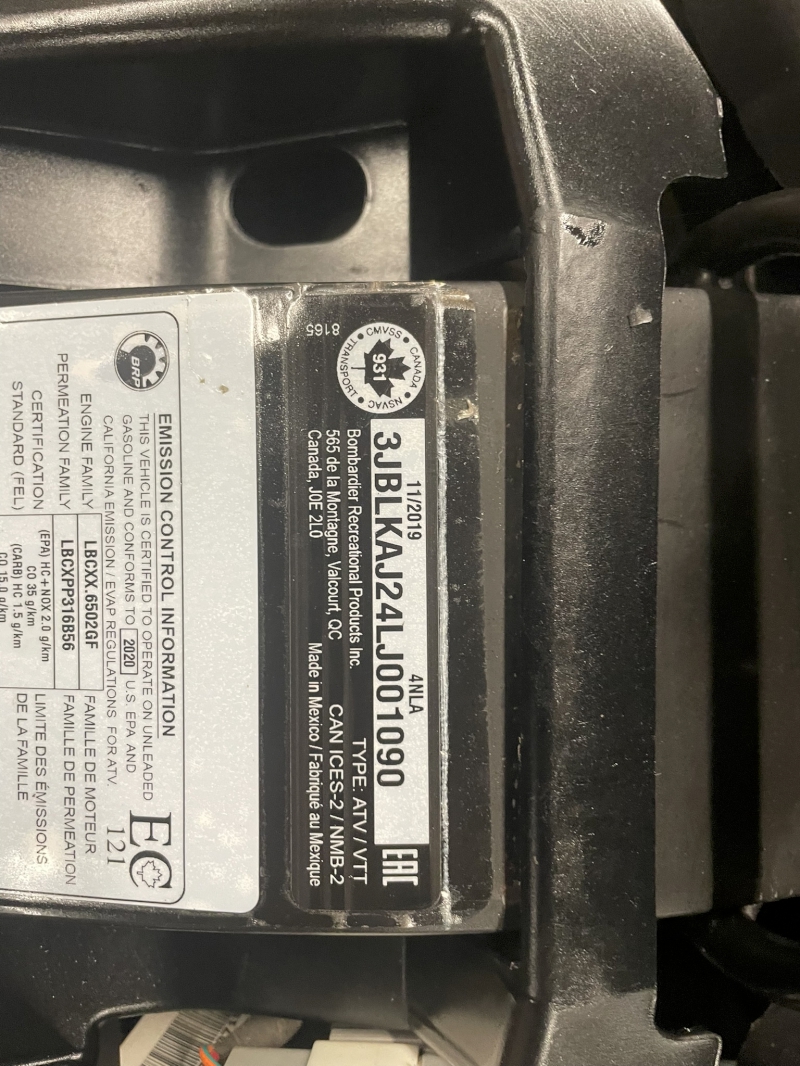 11/2019
4NLA
3JBLKAJ24LJ001090
EAC
CMVSS • CANADA • NSVAC • TRANSPORT •
931
8165
Bombardier Recreational Products Inc.
565 de la Montagne, Valcourt, QC
Canada, J0E 2L0
TYPE: ATV / VTT
CAN ICES-2 / NMB-2
Made in Mexico / Fabriqué au Mexique
BRP
EMISSION CONTROL INFORMATION
THIS VEHICLE IS CERTIFIED TO OPERATE ON UNLEADED
GASOLINE AND CONFORMS TO 2020 U.S. EPA AND
CALIFORNIA EMISSION / EVAP REGULATIONS FOR ATV.
EC
121
ENGINE FAMILY LBCXX.6502GF FAMILLE DE MOTEUR
PERMEATION FAMILY LBCXPP316B56 FAMILLE DE PERMEATION
CERTIFICATION
STANDARD (FEL)
(EPA) HC+NOX 2.0 g/km
CO 35 g/km
(CARB) HC 1.5 g/km
CO 15.0 g/km
LIMITE DES ÉMISSIONS
DE LA FAMILLE